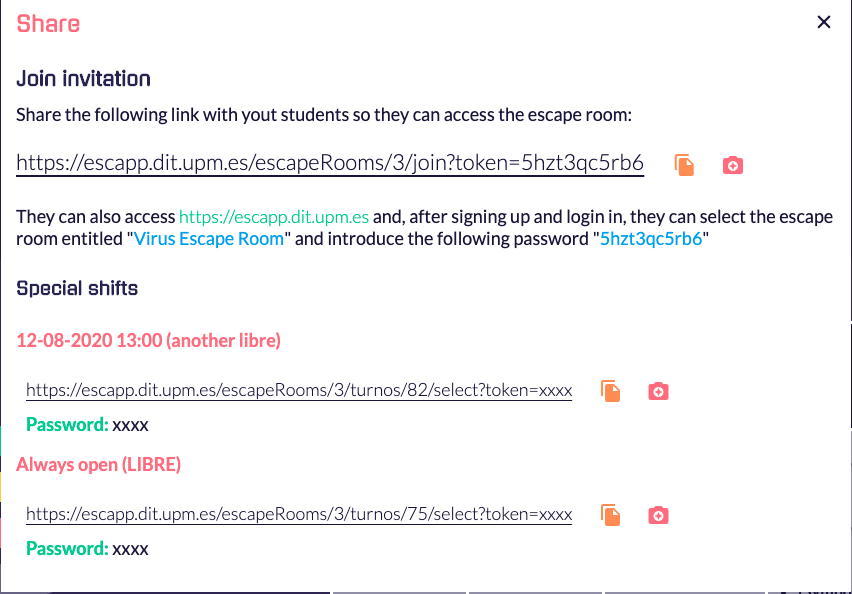 Share
Join invitation
Share the following link with yout students so they can access the escape room:
https://escapp.dit.upm.es/escapeRooms/3/join?token=5hzt3qc5rb6
They can also access https://escapp.dit.upm.es and, after signing up and login in, they can select the escape
room entitled "Virus Escape Room" and introduce the following password "5hzt3qc5rb6"
Special shifts
12-08-2020 13:00 (another libre)
https://escapp.dit.upm.es/escapeRooms/3/turnos/82/select?token=xxxx
Password: xxxx
Always open (LIBRE)
https://escapp.dit.upm.es/escapeRooms/3/turnos/75/select?token=xxxx
Password: xxxx